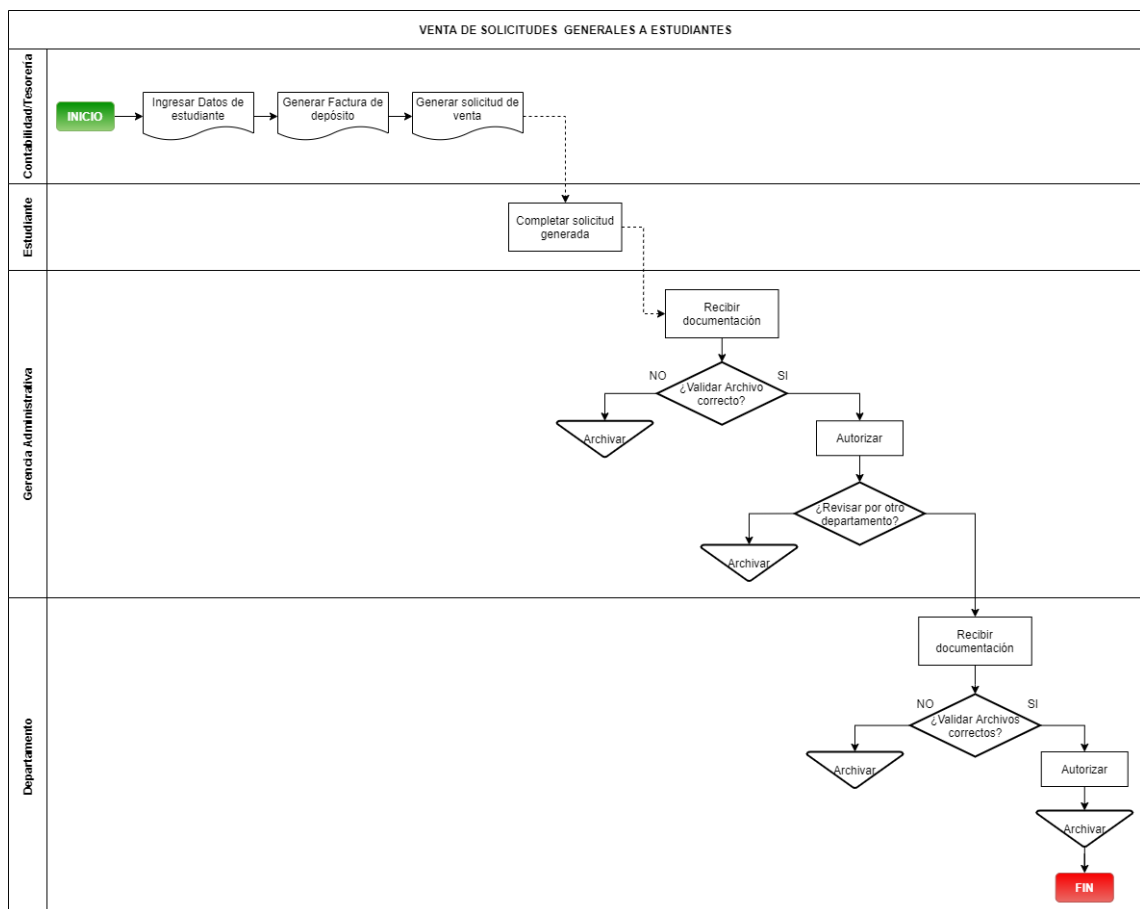 VENTA DE SOLICITUDES GENERALES A ESTUDIANTES
Contabilidad/Tesorería
INICIO
Ingresar Datos de
estudiante
Generar Factura de
depósito
Generar solicitud de
venta
Estudiante
Completar solicitud
generada
Gerencia Administrativa
Recibir
documentación
NO
SI
¿Validar Archivo
correcto?
Archivar
Autorizar
¿Revisar por otro
departamento?
Archivar
Departamento
Recibir
documentación
NO
SI
¿Validar Archivos
correctos?
Archivar
Autorizar
Archivar
FIN